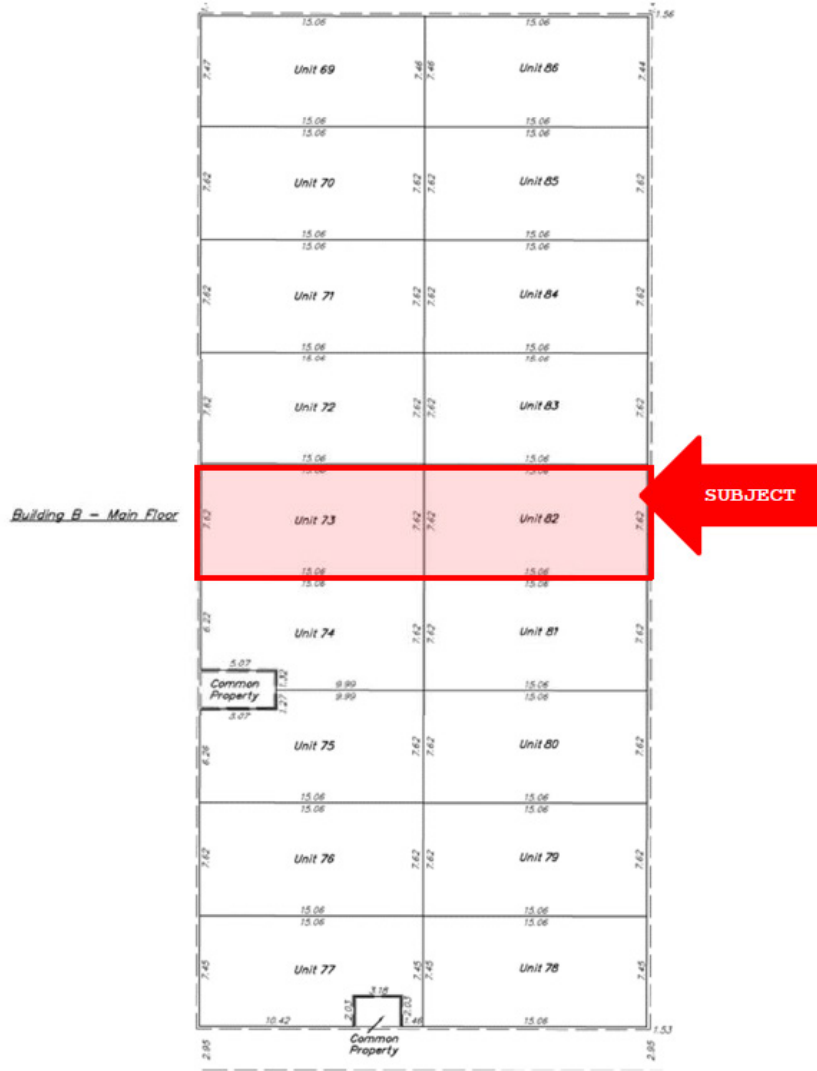 15.06 15.06 1.56
7.47 Unit 69 7.46 7.46 Unit 86 7.44
15.06 15.06
15.06 15.06
7.62 Unit 70 7.62 7.62 Unit 85 7.62
15.06 15.06
15.06 15.06
7.62 Unit 71 7.62 7.62 Unit 84 7.62
15.06 15.06
15.06
7.62 Unit 72 7.62 7.62 Unit 83 7.62
15.06 15.06
SUBJECT
Building B – Main Floor 7.62 Unit 73 7.62 7.62 Unit 82 7.62
15.06 15.06
15.06 15.06
6.22 Unit 74 7.62 7.62 Unit 81 7.62
5.07 1.32
Common
Property
9.99 15.06
9.99 15.06
5.07 1.27
6.26 Unit 75 7.62 7.62 Unit 80 7.62
15.06 15.06
15.06 15.06
7.62 Unit 76 7.62 7.62 Unit 79 7.62
15.06 15.06
15.06 15.06
7.45 Unit 77 7.45 7.45 Unit 78 7.45
3.18
2.03 2.03
10.42 1.46 15.06 1.53
Common
Property
2.95 2.95